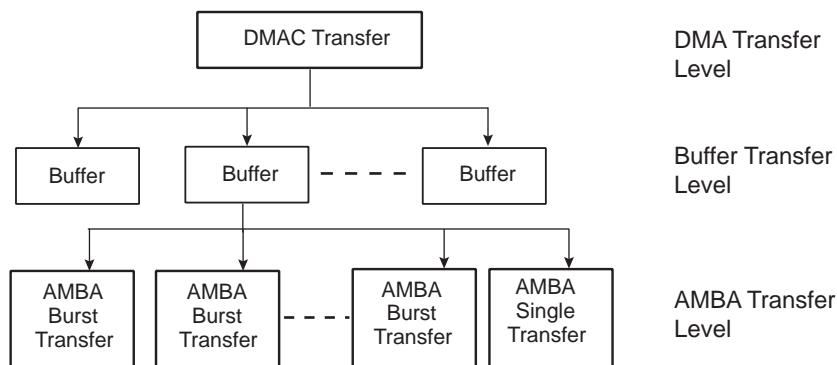 DMAC Transfer
DMA Transfer
Level
Buffer
Buffer
Buffer
Buffer Transfer
Level
AMBA
Burst
Transfer
AMBA
Burst
Transfer
AMBA
Burst
Transfer
AMBA
Single
Transfer
AMBA Transfer
Level